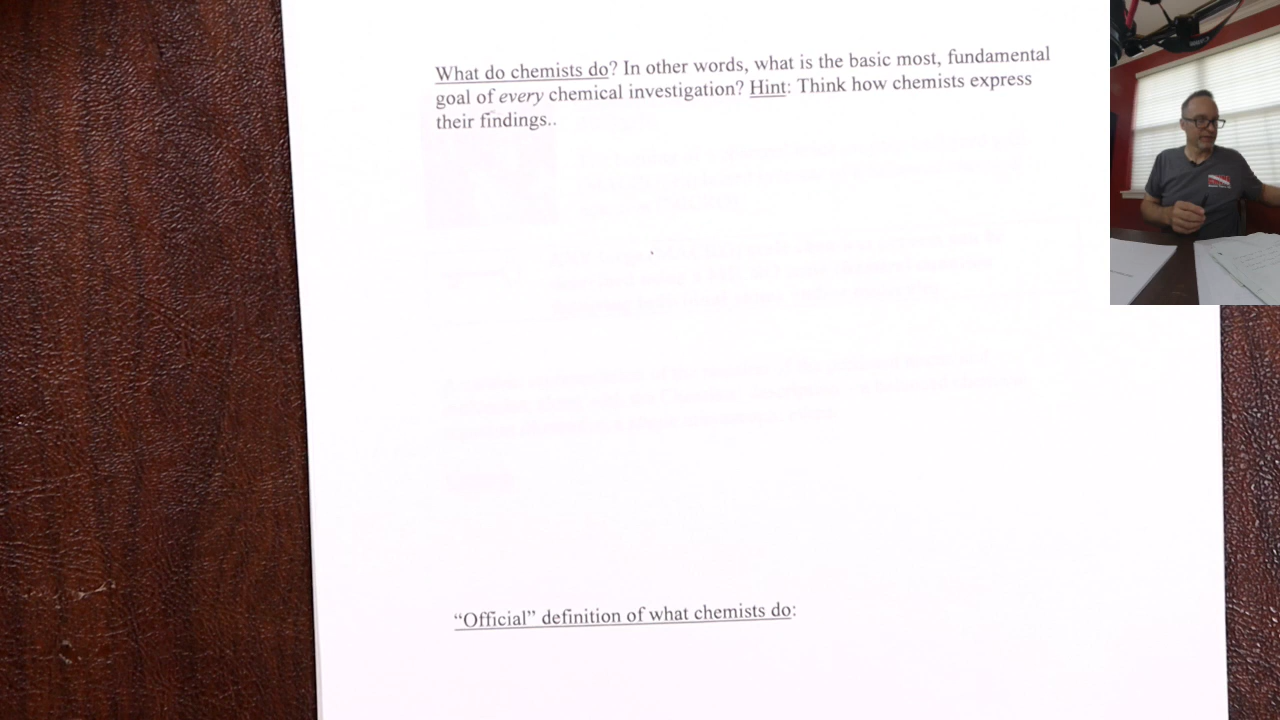 What do chemists do? In other words, what is the basic most, fundamental
goal of every chemical investigation? Hint: Think how chemists express
their findings..
“Official” definition of what chemists do: